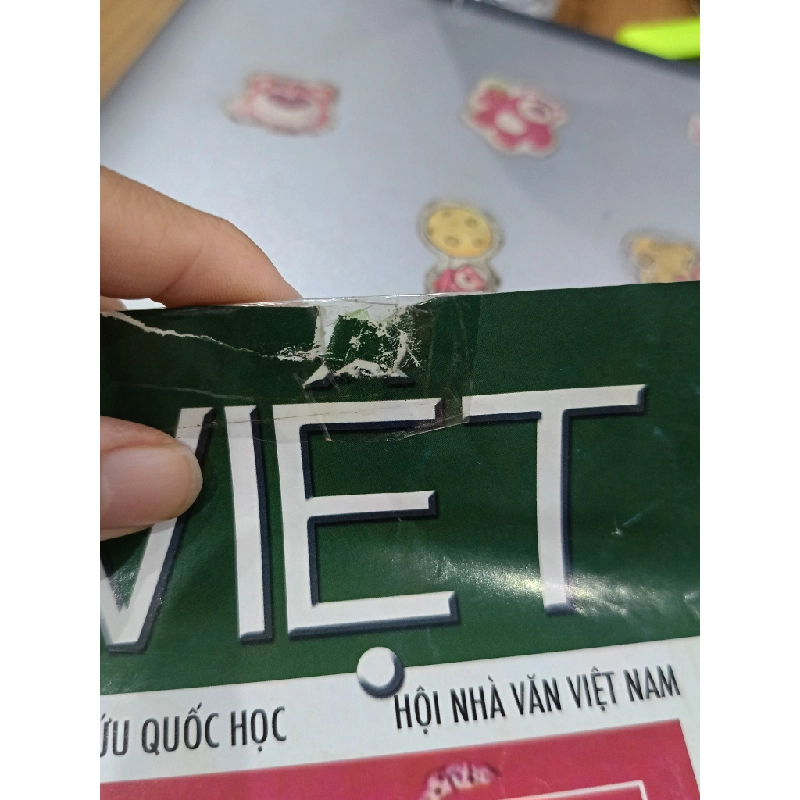 VIỆT
ỨU QUỐC HỌC
HỘI NHÀ VĂN VIỆT NAM